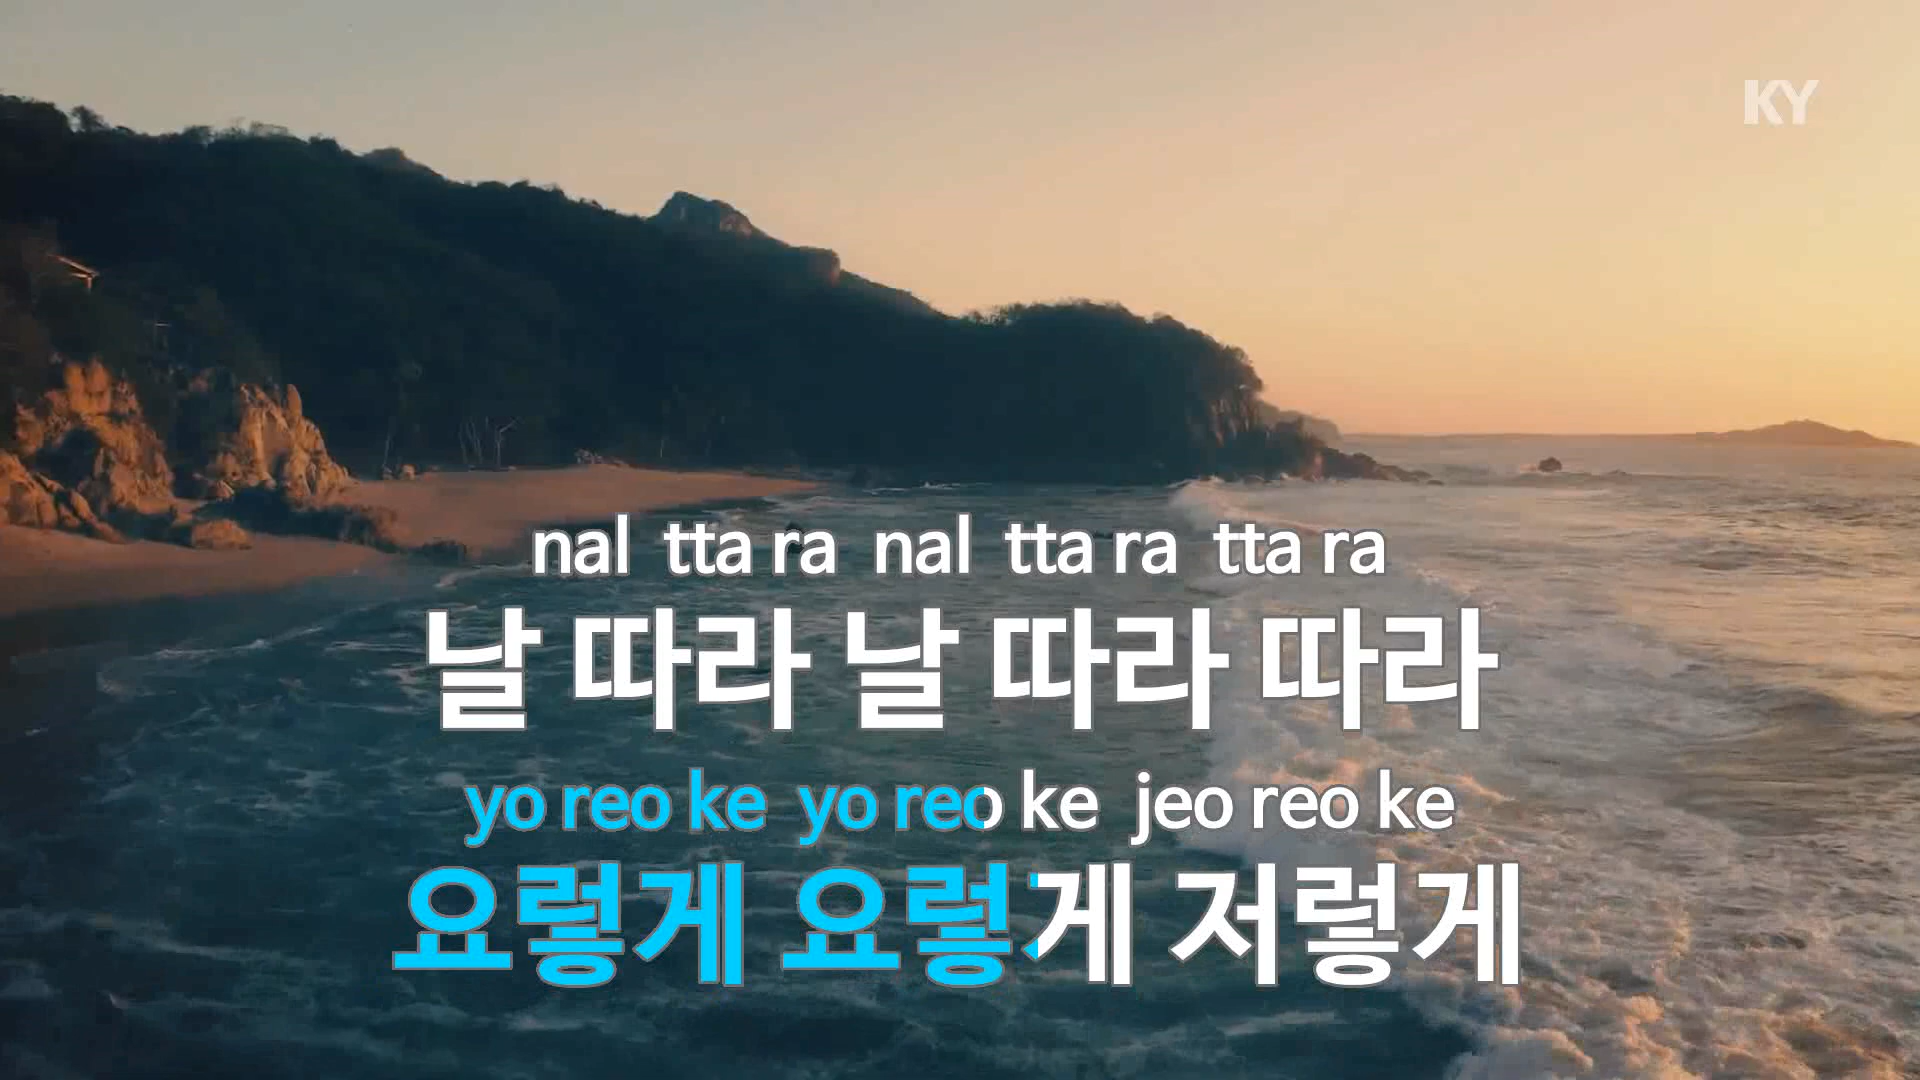 KY
nal tta ra nal tta ra tta ra
날 따라 날 따라 따라
yo reo ke yo reo ke jeo reo ke
요렇게 요렇게 저렇게